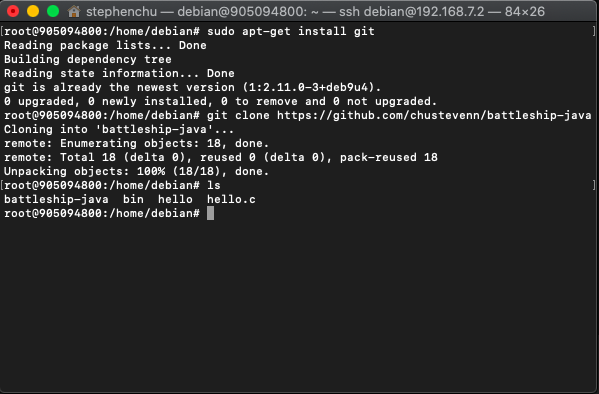 stephenchu — debian@905094800: ~ — ssh debian@192.168.7.2 — 84×26
[root@905094800:/home/debian# sudo apt-get install git ]
Reading package lists... Done
Building dependency tree
Reading state information... Done
git is already the newest version (1:2.11.0-3+deb9u4).
0 upgraded, 0 newly installed, 0 to remove and 0 not upgraded.
[root@905094800:/home/debian# git clone https://github.com/chustevenn/battleship-java
Cloning into 'battleship-java'...
remote: Enumerating objects: 18, done.
remote: Total 18 (delta 0), reused 0 (delta 0), pack-reused 18
Unpacking objects: 100% (18/18), done.
[root@905094800:/home/debian# ls ]
battleship-java  bin  hello  hello.c
root@905094800:/home/debian#